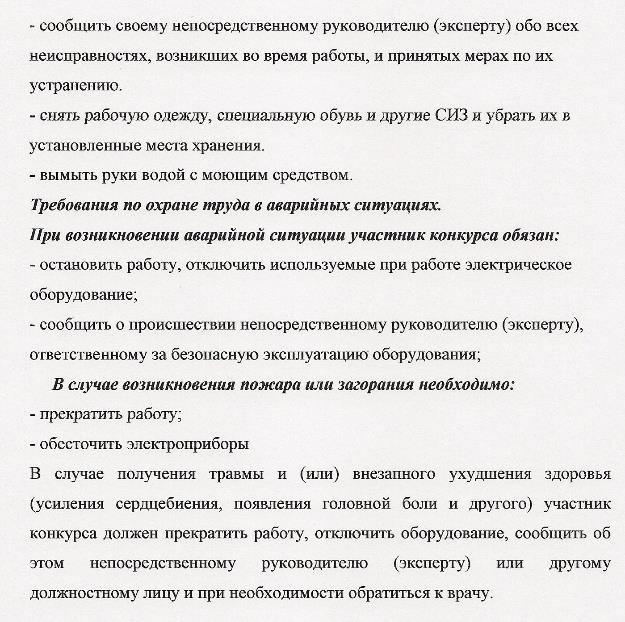 - сообщить своему непосредственному руководителю (эксперту) обо всех
неисправностях, возникших во время работы, и принятых мерах по их
устранению.
- снять рабочую одежду, специальную обувь и другие СИЗ и убрать их в
установленные места хранения.
- вымыть руки водой с моющим средством.
Требования по охране труда в аварийных ситуациях.
При возникновении аварийной ситуации участник конкурса обязан:
- остановить работу, отключить используемые при работе электрическое
оборудование;
- сообщить о происшествии непосредственному руководителю (эксперту),
ответственному за безопасную эксплуатацию оборудования;
В случае возникновения пожара или загорания необходимо:
- прекратить работу;
- обесточить электроприборы
В случае получения травмы и (или) внезапного ухудшения здоровья
(усиления сердцебиения, появления головной боли и другого) участник
конкурса должен прекратить работу, отключить оборудование, сообщить об
этом непосредственному руководителю (эксперту) или другому
должностному лицу и при необходимости обратиться к врачу.